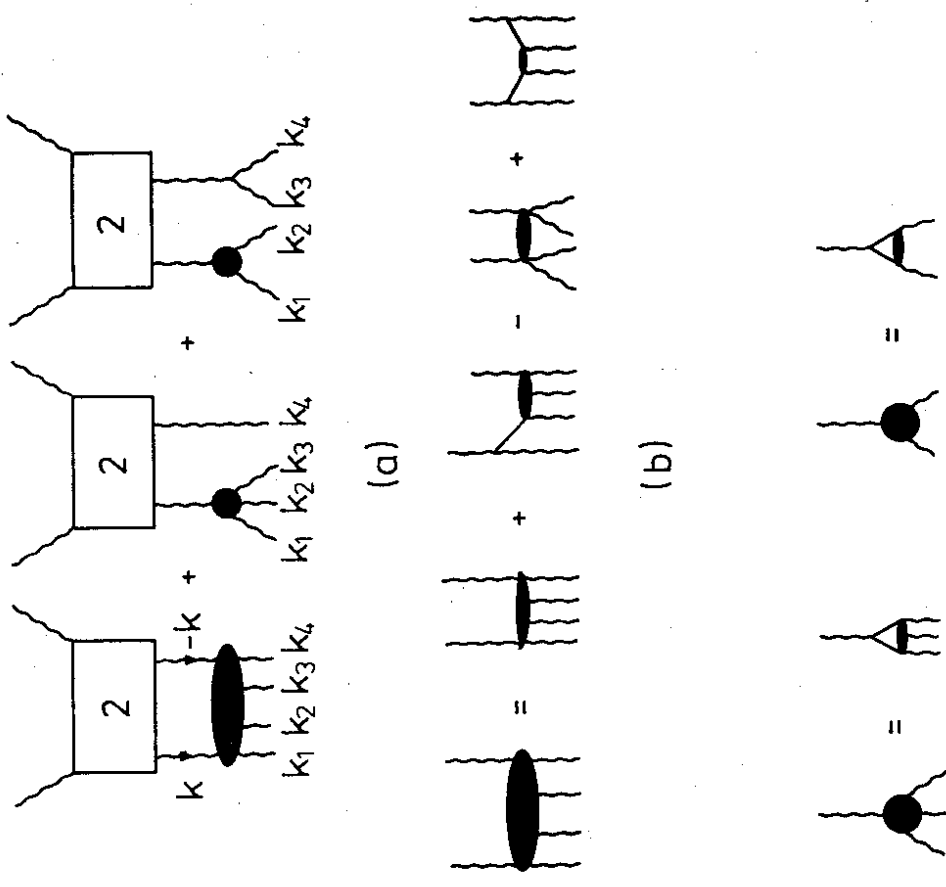 2 2 2
k -k + +
k1 k2 k3 k4 k1 k2 k3 k4 k1 k2 k3 k4
(a)
= + - +
(b)
= =